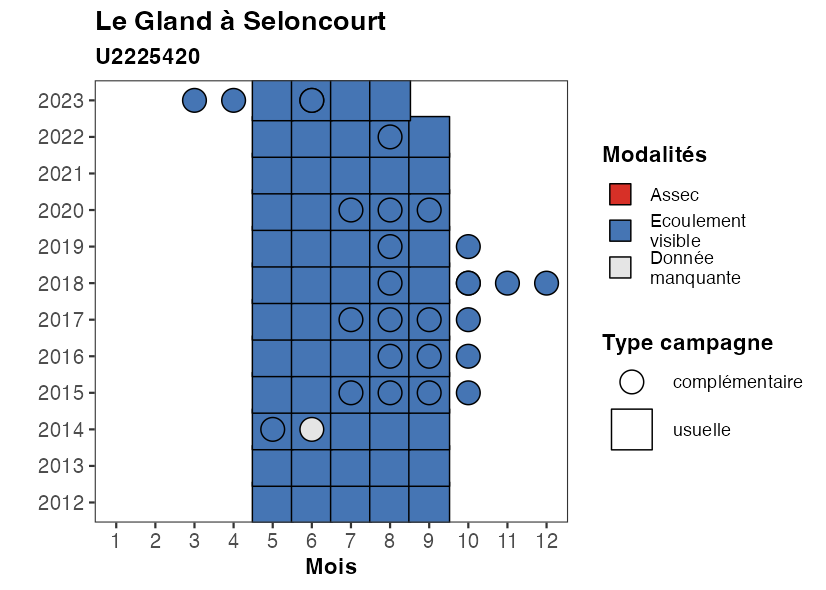 Le Gland à Seloncourt
U2225420
2023
2022
2021
2020
2019
2018
2017
2016
2015
2014
2013
2012
1 2 3 4 5 6 7 8 9 10 11 12
Mois
Modalités
Assec
Ecoulement
visible
Donnée
manquante
Type campagne
complémentaire
usuelle